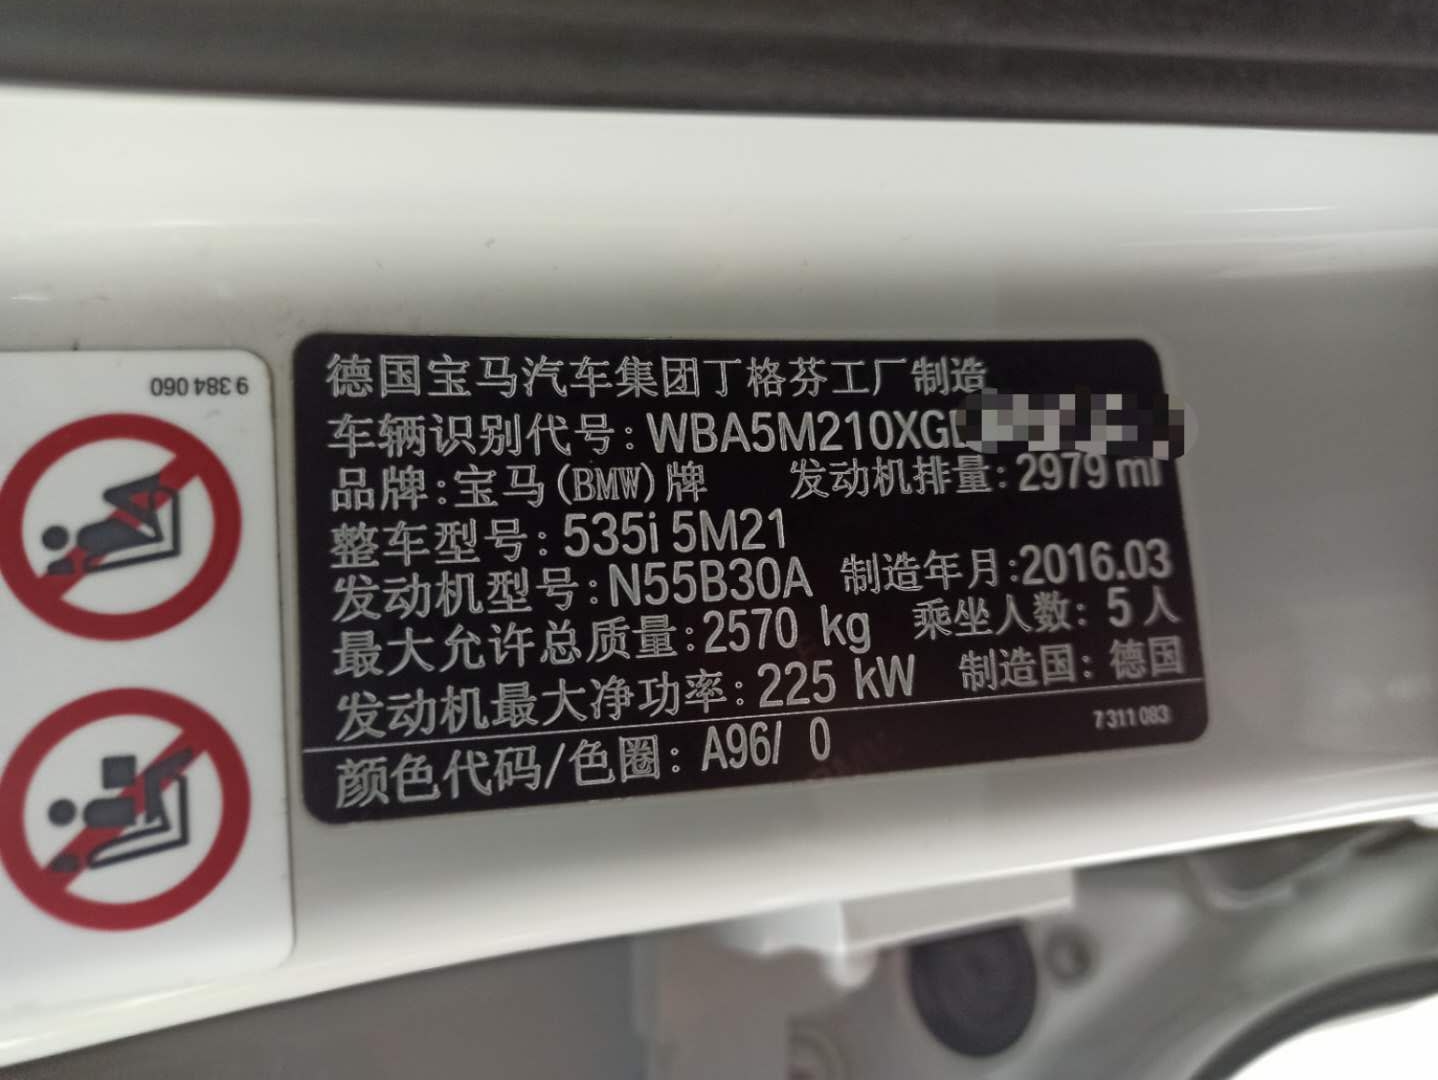 德国宝马汽车集团丁格芬工厂制造
车辆识别代号:WBA5M210XG
品牌:宝马(BMW)牌 发动机排量:2979 ml
整车型号:535i 5M21
发动机型号:N55B30A 制造年月:2016.03
最大允许总质量:2570 kg 乘坐人数:5人
发动机最大净功率:225 kW 制造国:德国
颜色代码/色圈:A96/ 0
7 311 083
9 384 060